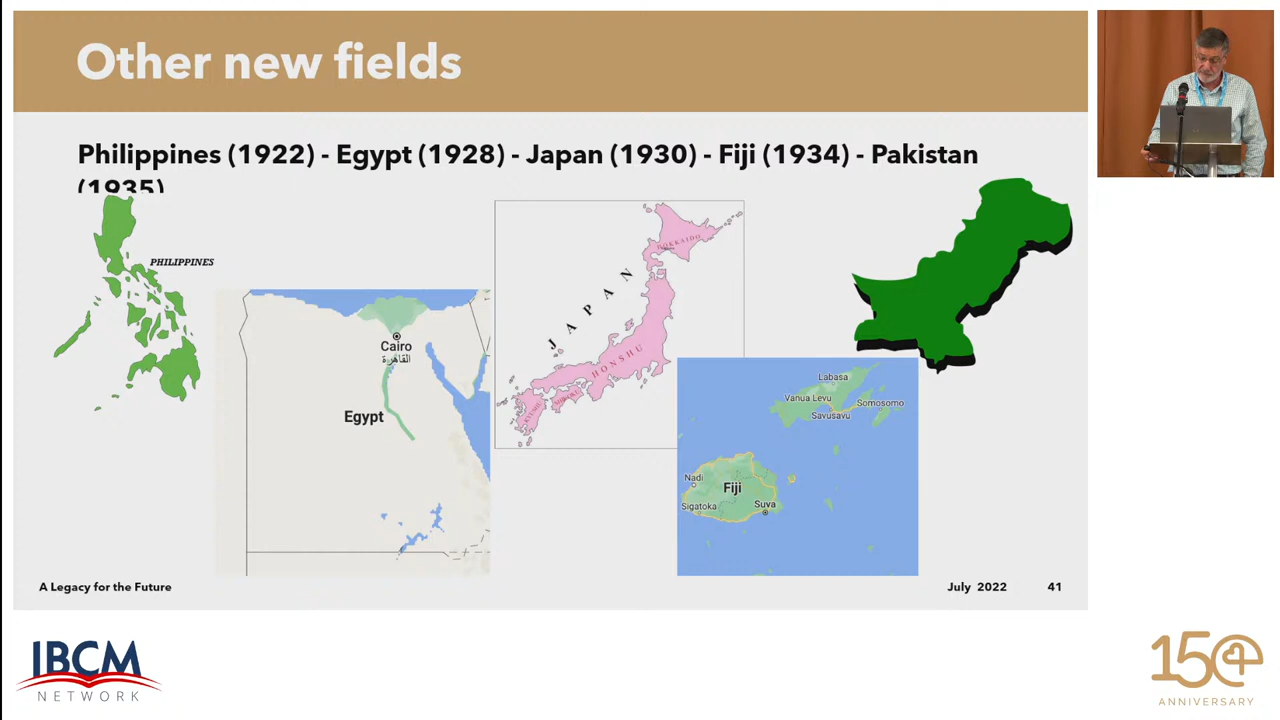 Other new fields
Philippines (1922) - Egypt (1928) - Japan (1930) - Fiji (1934) - Pakistan
(1935)
PHILIPPINES
Cairo
القاهرة
Egypt
JAPAN
HOKKAIDO
HONSHU
SHIKOKU
KYUSHU
Labasa
Vanua Levu
Somosomo
Savusavu
Nadi
Fiji
Sigatoka
Suva
A Legacy for the Future
July 2022
41
IBCM
NETWORK
150
ANNIVERSARY